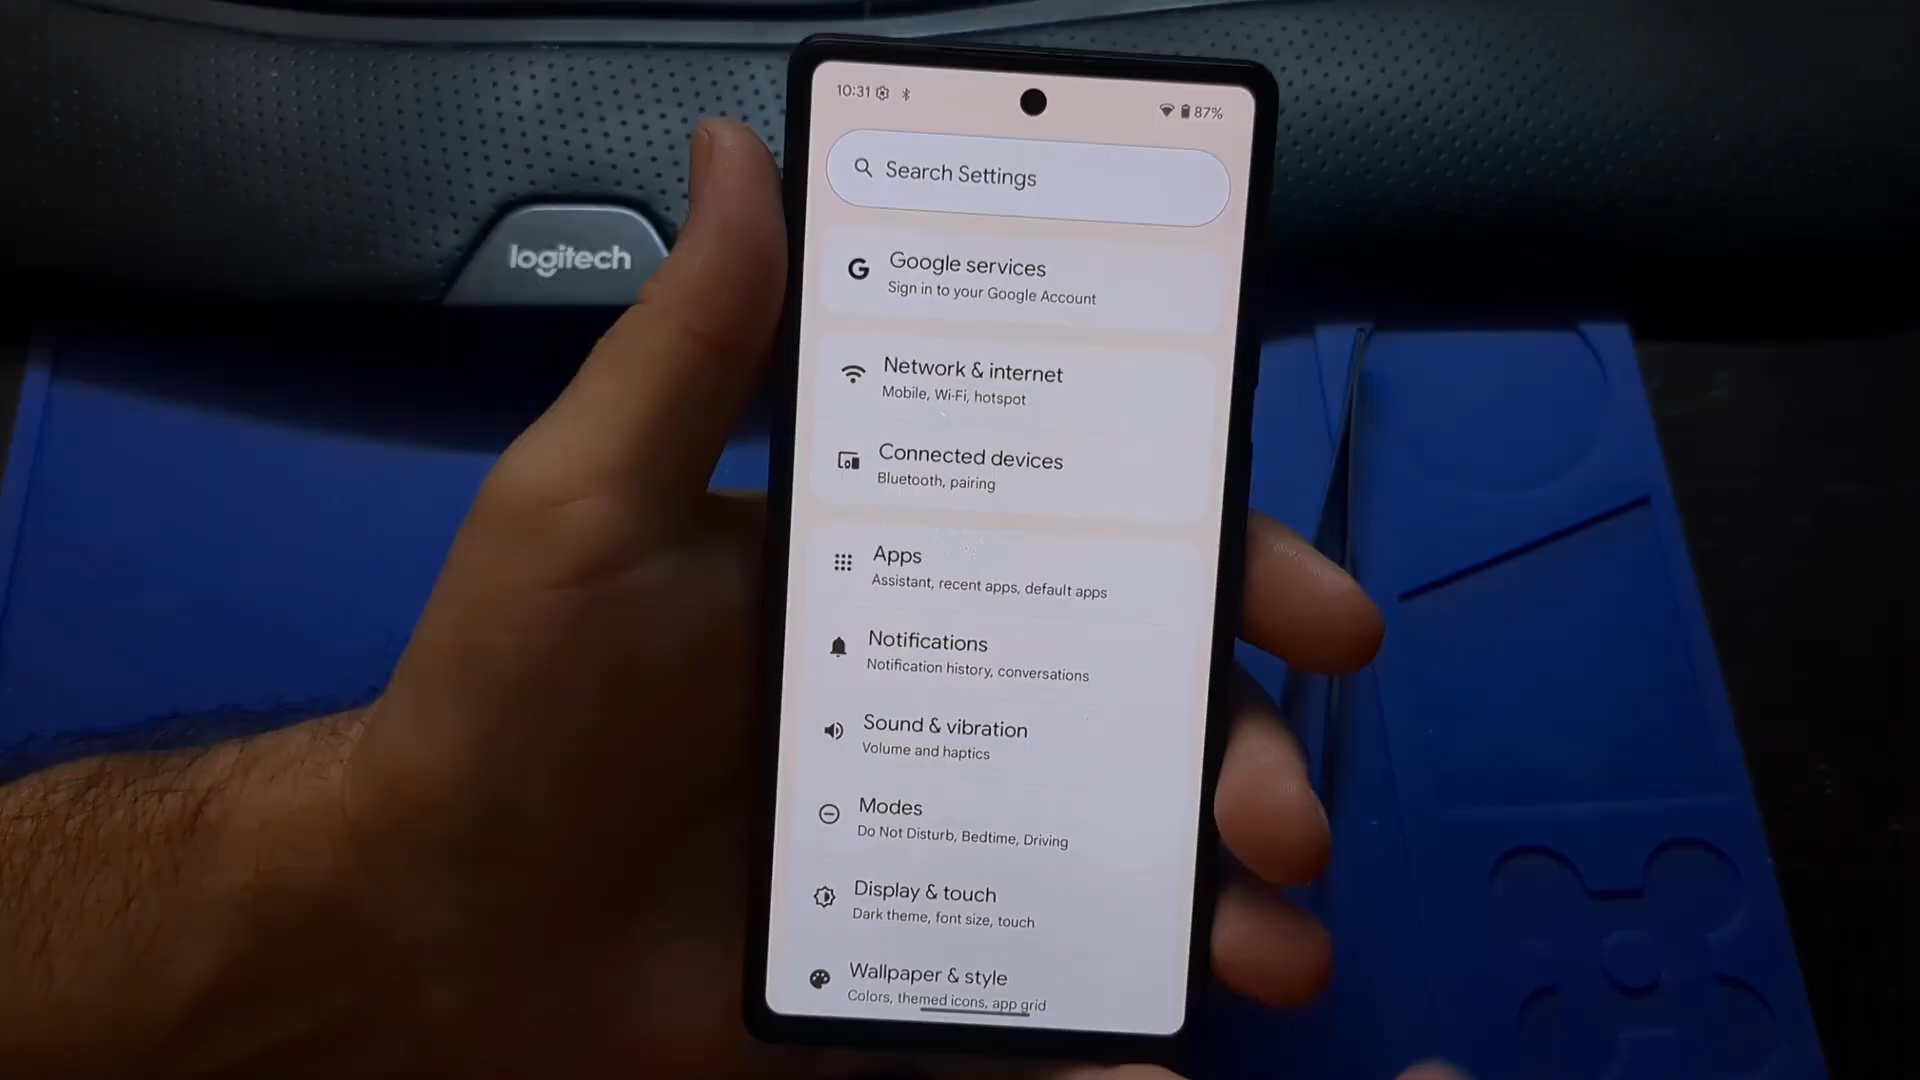 10:31
87%
Search Settings
logitech
Google services
Sign in to your Google Account
Network & internet
Mobile, Wi-Fi, hotspot
Connected devices
Bluetooth, pairing
Apps
Assistant, recent apps, default apps
Notifications
Notification history, conversations
Sound & vibration
Volume and haptics
Modes
Do Not Disturb, Bedtime, Driving
Display & touch
Dark theme, font size, touch
Wallpaper & style
Colors, themed icons, app grid